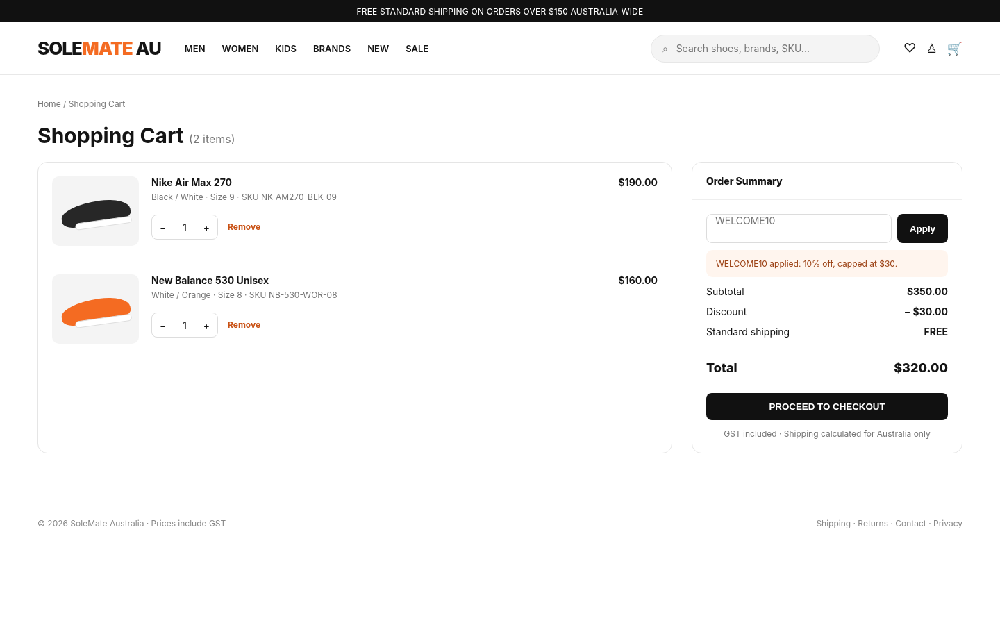 FREE STANDARD SHIPPING ON ORDERS OVER $150 AUSTRALIA-WIDE
SOLEMATE AU MEN WOMEN KIDS BRANDS NEW SALE Search shoes, brands, SKU...
Home / Shopping Cart
Shopping Cart (2 items)
Nike Air Max 270 $190.00
Black / White · Size 9 · SKU NK-AM270-BLK-09
− 1 + Remove
New Balance 530 Unisex $160.00
White / Orange · Size 8 · SKU NB-530-WOR-08
− 1 + Remove
Order Summary
WELCOME10 Apply
WELCOME10 applied: 10% off, capped at $30.
Subtotal $350.00
Discount − $30.00
Standard shipping FREE
Total $320.00
PROCEED TO CHECKOUT
GST included · Shipping calculated for Australia only
© 2026 SoleMate Australia · Prices include GST Shipping · Returns · Contact · Privacy